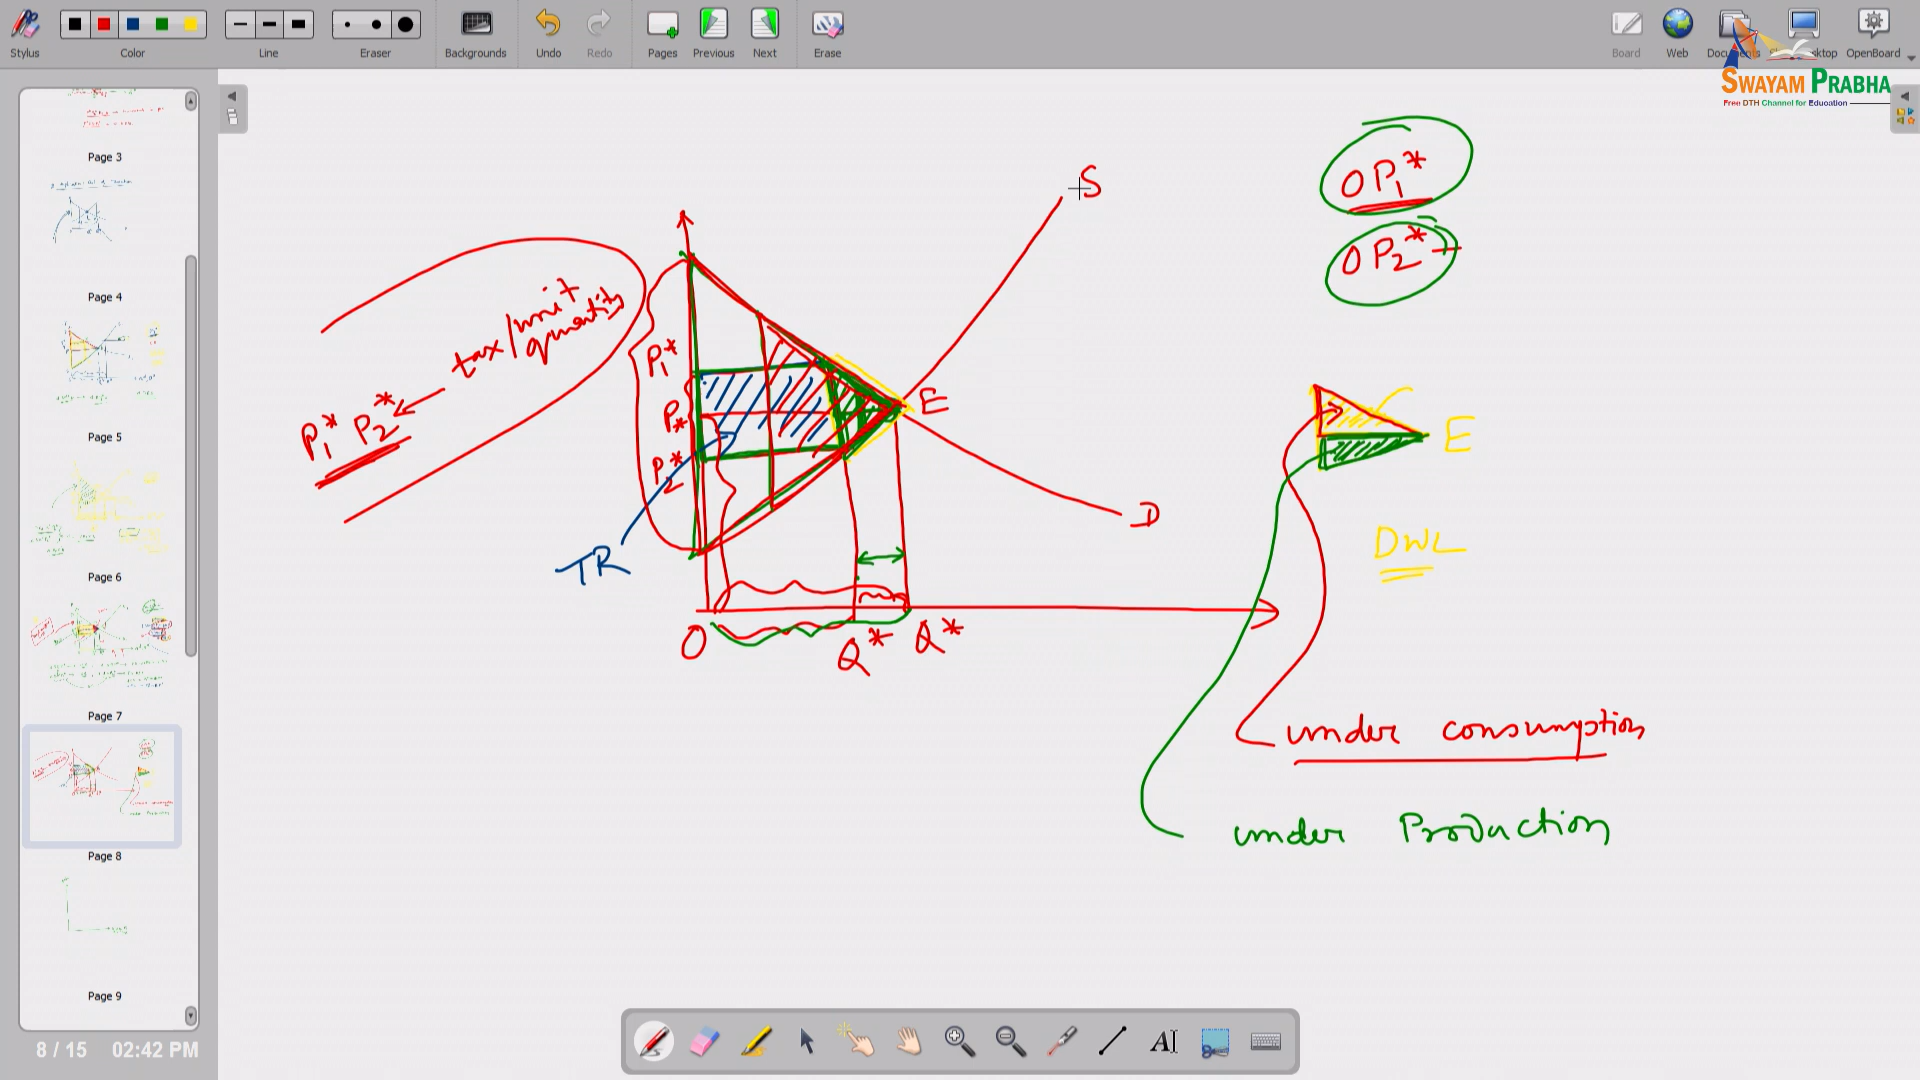 Stylus
Color
Line
Eraser
Backgrounds
Undo
Redo
Pages
Previous
Next
Erase
Board
Web
Desktop
OpenBoard
SWAYAM PRABHA
Free DTH Channel for Education
Page 3
Page 4
Page 5
Page 6
Page 7
Page 8
Page 9
8 / 15 02:42 PM
S
OP1*
OP2*
tax/unit
quantity
P1* P2*
P1*
P*
P2*
E
D
TR
O
Q*
Q*
E
DWL
under consumption
under Production
AI